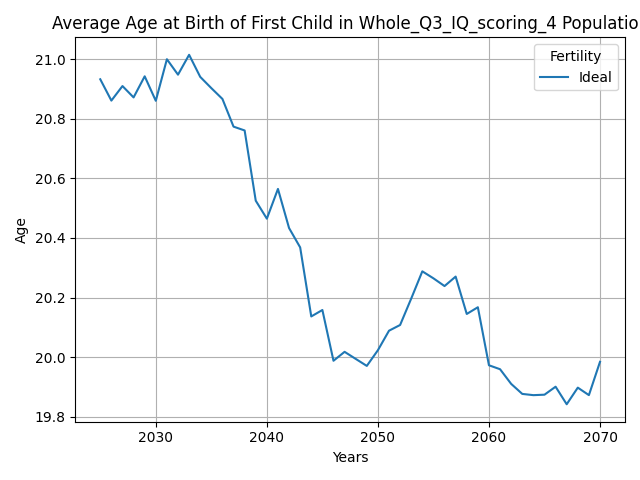 Average Age at Birth of First Child in Whole_Q3_IQ_scoring_4 Populatio
Fertility
Ideal
21.0
20.8
20.6
20.4
20.2
20.0
19.8
Age
2030 2040 2050 2060 2070
Years